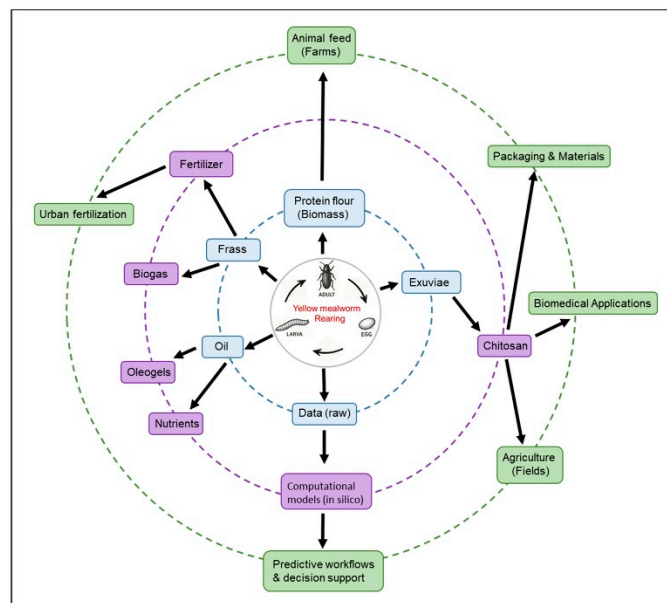 Animal feed
(Farms)
Fertilizer
Packaging & Materials
Protein flour
(Biomass)
Urban fertilization
Frass
Biogas
Exuviae
ADULT
Yellow mealworm
Rearing
LARVA
EGG
Biomedical Applications
Oil
Chitosan
Oleogels
Nutrients
Data (raw)
Agriculture
(Fields)
Computational
models (in silico)
Predictive workflows
& decision support